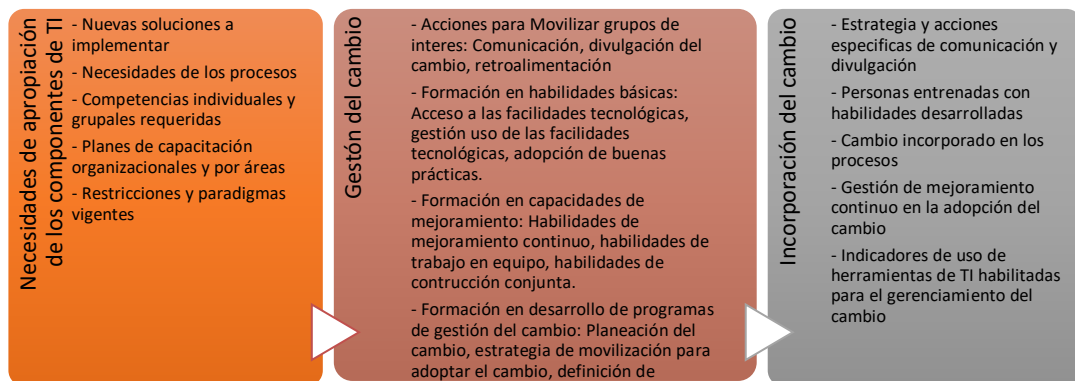 Necesidades de apropiación
de los componentes de TI
- Nuevas soluciones a
implementar
- Necesidades de los procesos
- Competencias individuales y
grupales requeridas
- Planes de capacitación
organizacionales y por áreas
- Restricciones y paradigmas
vigentes
Gestión del cambio
- Acciones para Movilizar grupos de
interes: Comunicación, divulgación del
cambio, retroalimentación
- Formación en habilidades básicas:
Acceso a las facilidades tecnológicas,
gestión uso de las facilidades
tecnológicas, adopción de buenas
prácticas.
- Formación en capacidades de
mejoramiento: Habilidades de
mejoramiento continuo, habilidades de
trabajo en equipo, habilidades de
contrucción conjunta.
- Formación en desarrollo de programas
de gestión del cambio: Planeación del
cambio, estrategia de movilización para
adoptar el cambio, definición de
Incorporación del cambio
- Estrategia y acciones
especificas de comunicación y
divulgación
- Personas entrenadas con
habilidades desarrolladas
- Cambio incorporado en los
procesos
- Gestión de mejoramiento
continuo en la adopción del
cambio
- Indicadores de uso de
herramientas de TI habilitadas
para el gerenciamiento del
cambio